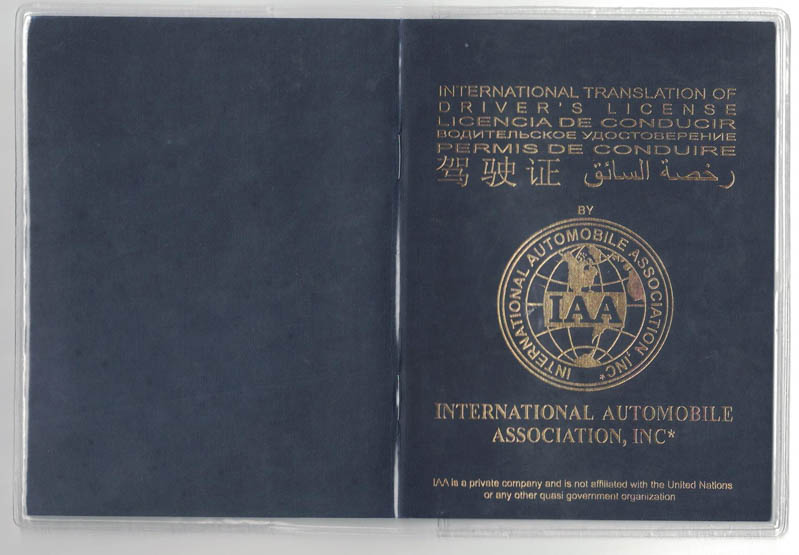 INTERNATIONAL TRANSLATION OF
DRIVER'S LICENSE
LICENCIA DE CONDUCIR
ВОДИТЕЛЬСКОЕ УДОСТОВЕРЕНИЕ
PERMIS DE CONDUIRE
驾驶证 رخصة السائق
BY
INTERNATIONAL AUTOMOBILE ASSOCIATION, INC*
IAA
INTERNATIONAL AUTOMOBILE
ASSOCIATION, INC*
IAA is a private company and is not affiliated with the United Nations
or any other quasi government organization